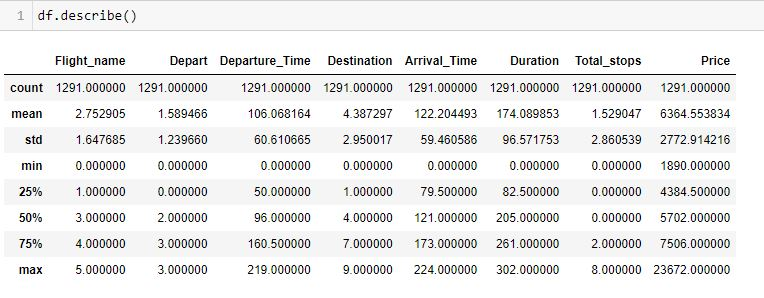 1 df.describe()
Flight_name Depart Departure_Time Destination Arrival_Time Duration Total_stops Price
count 1291.000000 1291.000000 1291.000000 1291.000000 1291.000000 1291.000000 1291.000000 1291.000000
mean 2.752905 1.589466 106.068164 4.387297 122.204493 174.089853 1.529047 6364.553834
std 1.647685 1.239660 60.610665 2.950017 59.460586 96.571753 2.860539 2772.914216
min 0.000000 0.000000 0.000000 0.000000 0.000000 0.000000 0.000000 1890.000000
25% 1.000000 0.000000 50.000000 1.000000 79.500000 82.500000 0.000000 4384.500000
50% 3.000000 2.000000 96.000000 4.000000 121.000000 205.000000 0.000000 5702.000000
75% 4.000000 3.000000 160.500000 7.000000 173.000000 261.000000 2.000000 7506.000000
max 5.000000 3.000000 219.000000 9.000000 224.000000 302.000000 8.000000 23672.000000